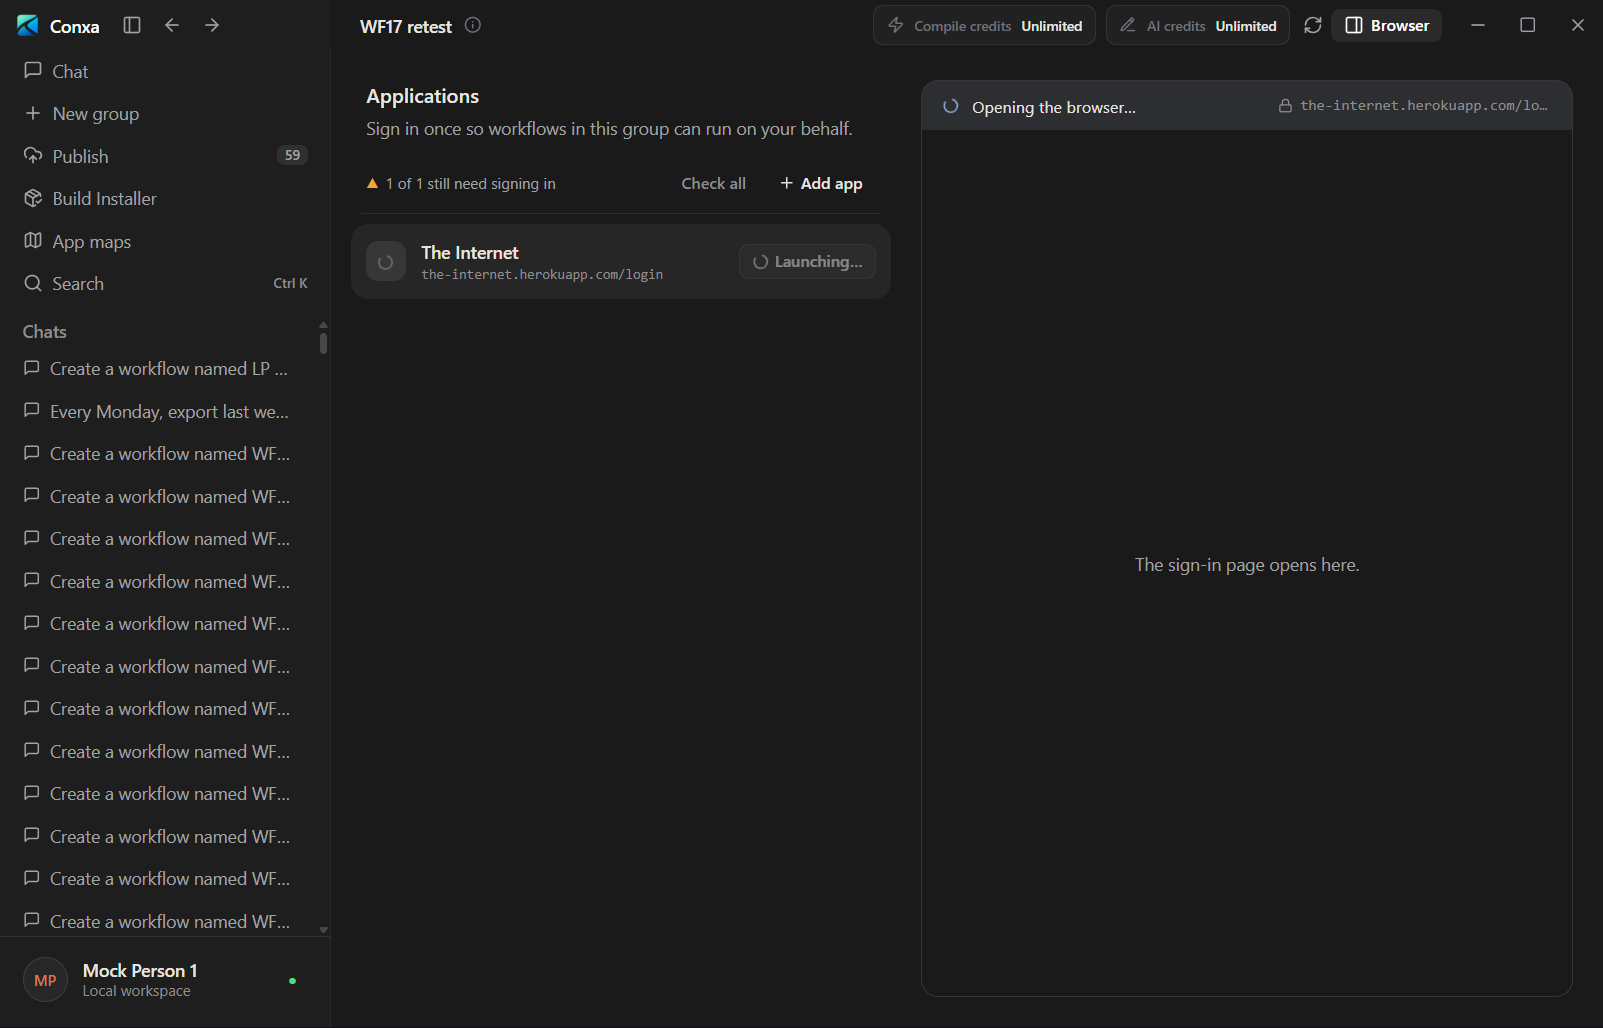 Conxa
WF17 retest
Compile credits Unlimited
AI credits Unlimited
Browser
Chat
New group
Publish 59
Build Installer
App maps
Search Ctrl K
Chats
Create a workflow named LP ...
Every Monday, export last we...
Create a workflow named WF...
Create a workflow named WF...
Create a workflow named WF...
Create a workflow named WF...
Create a workflow named WF...
Create a workflow named WF...
Create a workflow named WF...
Create a workflow named WF...
Create a workflow named WF...
Create a workflow named WF...
Create a workflow named WF...
Create a workflow named WF...
MP
Mock Person 1
Local workspace
Applications
Sign in once so workflows in this group can run on your behalf.
1 of 1 still need signing in
Check all
Add app
The Internet
the-internet.herokuapp.com/login
Launching...
Opening the browser...
the-internet.herokuapp.com/lo...
The sign-in page opens here.